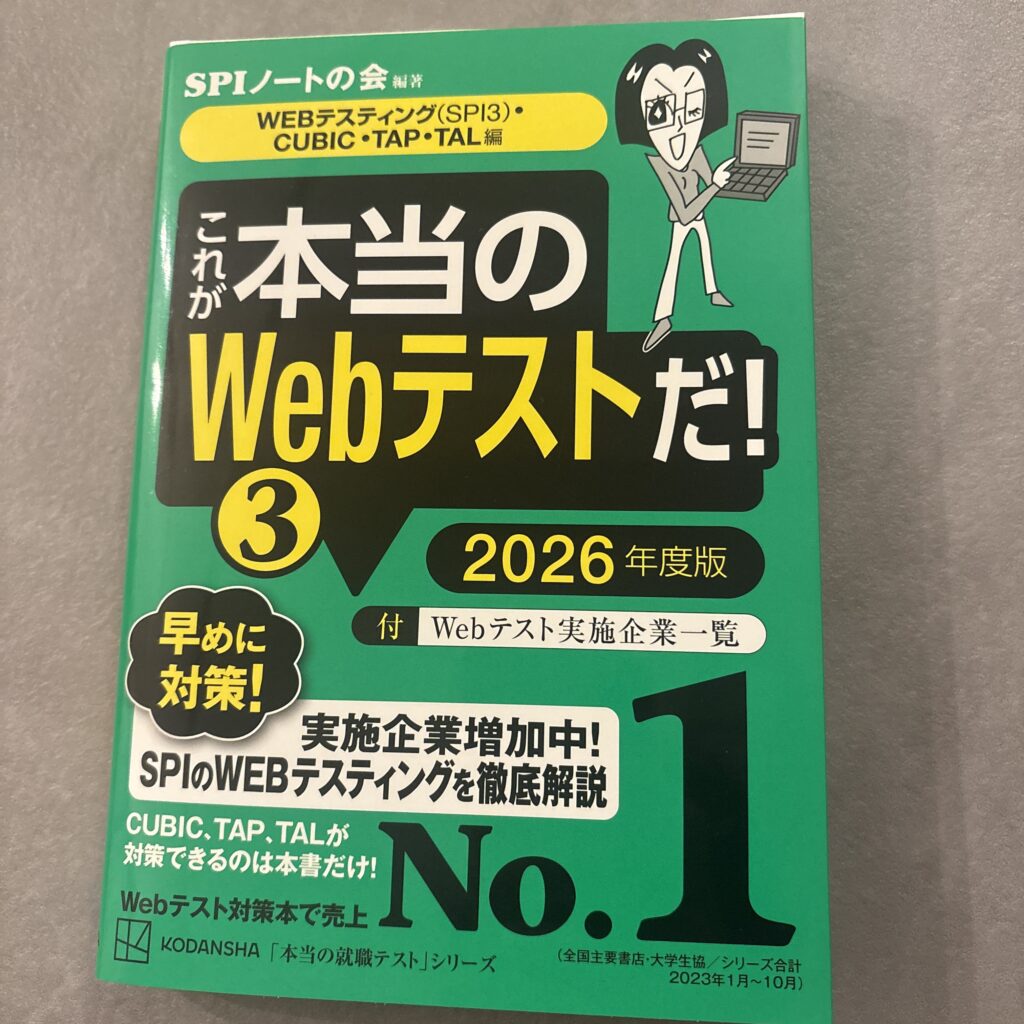 SPIノートの会 編著
WEBテスティング(SPI3)・
CUBIC・TAP・TAL編
これが
本当の
Webテストだ!
3
2026年度版
付 Webテスト実施企業一覧
早めに
対策!
実施企業増加中!
SPIのWEBテスティングを徹底解説
CUBIC、TAP、TALが
対策できるのは本書だけ!
Webテスト対策本で売上
No.1
KODANSHA 「本当の就職テスト」シリーズ
(全国主要書店・大学生協/シリーズ合計
2023年1月～10月)